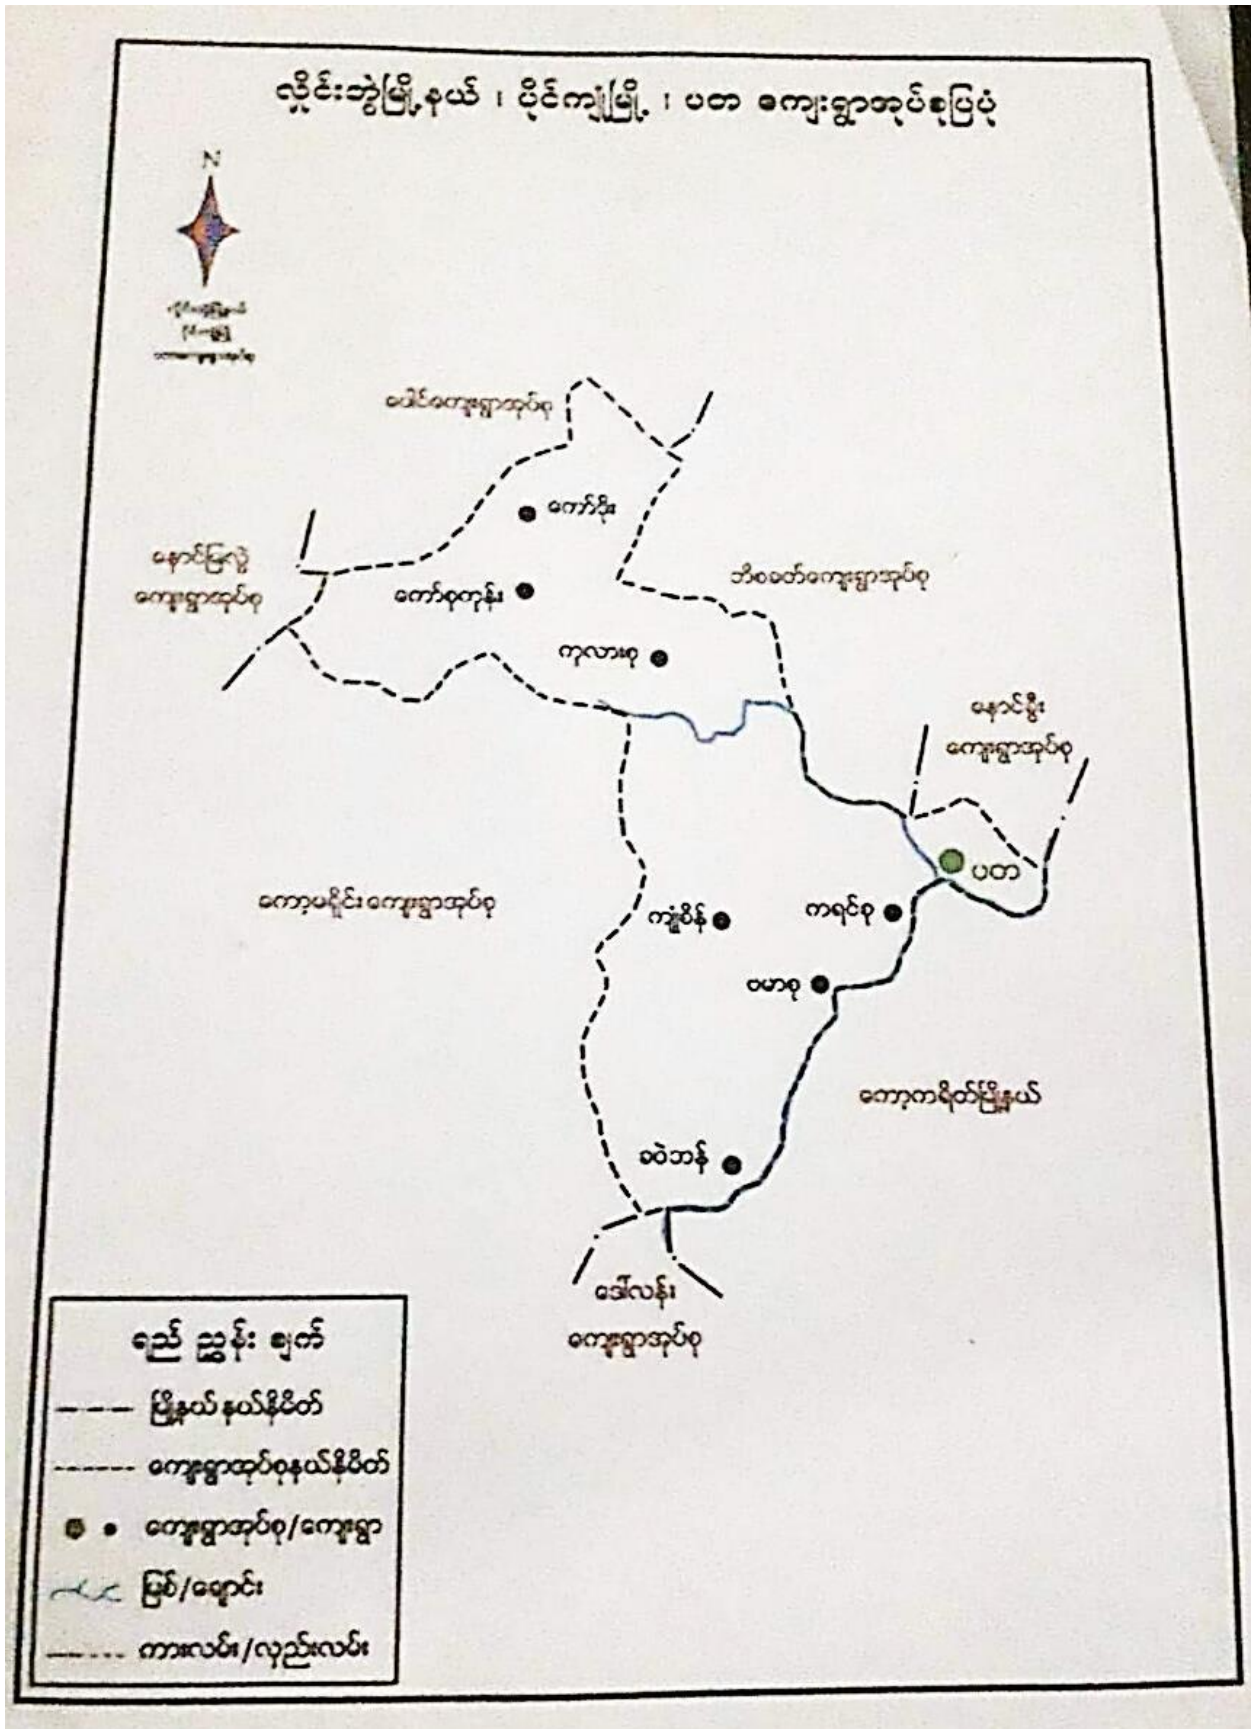 လှိုင်းဘွဲမြို့နယ် ၊ ပိုင်ကျုံမြို့ ၊ ပတ ကျေးရွာအုပ်စုပြပုံ
N
ပေါင်ကျေးရွာအုပ်စု
ကော်ဒိုး
နောင်မြလွဲ
ကျေးရွာအုပ်စု
ဘီစခတ်ကျေးရွာအုပ်စု
ကော်စုကုန်း
ကုလားစု
နောင်ဦး
ကျေးရွာအုပ်စု
ပတ
ကော့မရှိုင်းကျေးရွာအုပ်စု
ကျုံစိန်
ကရင်စု
ဗမာစု
ကော့ကရိတ်မြို့နယ်
ခဝဲဘန်
ဒေါ်လန်း
ကျေးရွာအုပ်စု
ရည် ညွှန်း ချက်
မြို့နယ်နယ်နိမိတ်
ကျေးရွာအုပ်စုနယ်နိမိတ်
ကျေးရွာအုပ်စု/ကျေးရွာ
မြစ်/ချောင်း
ကားလမ်း/လှည်းလမ်း